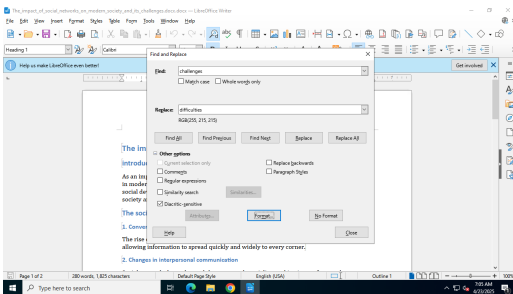 The_impact_of_social_networks_on_modern_society_and_its_challenges.docx.docx — LibreOffice Writer
File Edit View Insert Format Styles Table Form Tools Window Help
Heading 1
Calibri
Help us make LibreOffice even better!
Get involved
Find and Replace
Find:
challenges
Match case
Whole words only
Replace:
difficulties
RGB(255, 215, 215)
Find All
Find Previous
Find Next
Replace
Replace All
Other options
Current selection only
Replace backwards
Comments
Paragraph Styles
Regular expressions
Similarity search
Similarities...
Diacritic-sensitive
Attributes...
Format...
No Format
Help
Close
The im
Introdu
As an imp
in modern
social de
society a
The soci
1. Conver
The rise
allowing information to spread quickly and widely to every corner.
2. Changes in interpersonal communication
Page 1 of 2
280 words, 1,825 characters
Default Page Style
English (USA)
Outline 1
100%
Type here to search
7:05 AM
4/23/2025